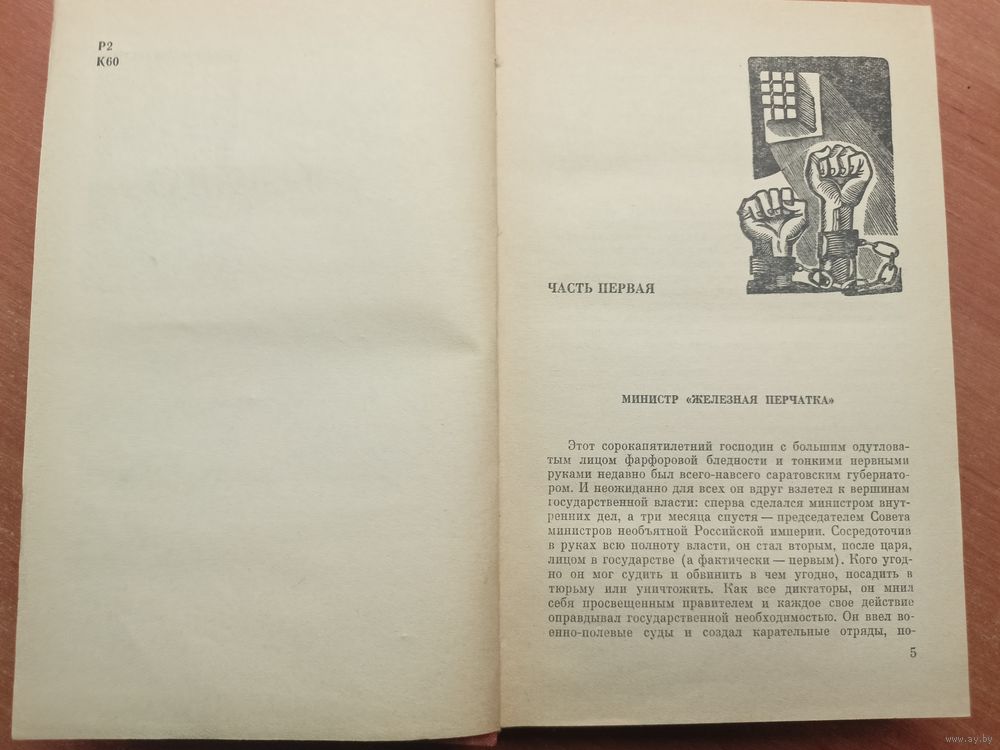 Р2
К60
ЧАСТЬ ПЕРВАЯ
МИНИСТР «ЖЕЛЕЗНАЯ ПЕРЧАТКА»
Этот сорокапятилетний господин с большим одутлова-
тым лицом фарфоровой бледности и тонкими нервными
руками недавно был всего-навсего саратовским губернато-
ром. И неожиданно для всех он вдруг взлетел к вершинам
государственной власти: сперва сделался министром внут-
ренних дел, а три месяца спустя — председателем Совета
министров необъятной Российской империи. Сосредоточив
в руках всю полноту власти, он стал вторым, после царя,
лицом в государстве (а фактически — первым). Кого угод-
но он мог судить и обвинить в чем угодно, посадить в
тюрьму или уничтожить. Как все диктаторы, он мнил
себя просвещенным правителем и каждое свое действие
оправдывал государственной необходимостью. Он ввел во-
енно-полевые суды и создал карательные отряды, по-
5
www.ay.by